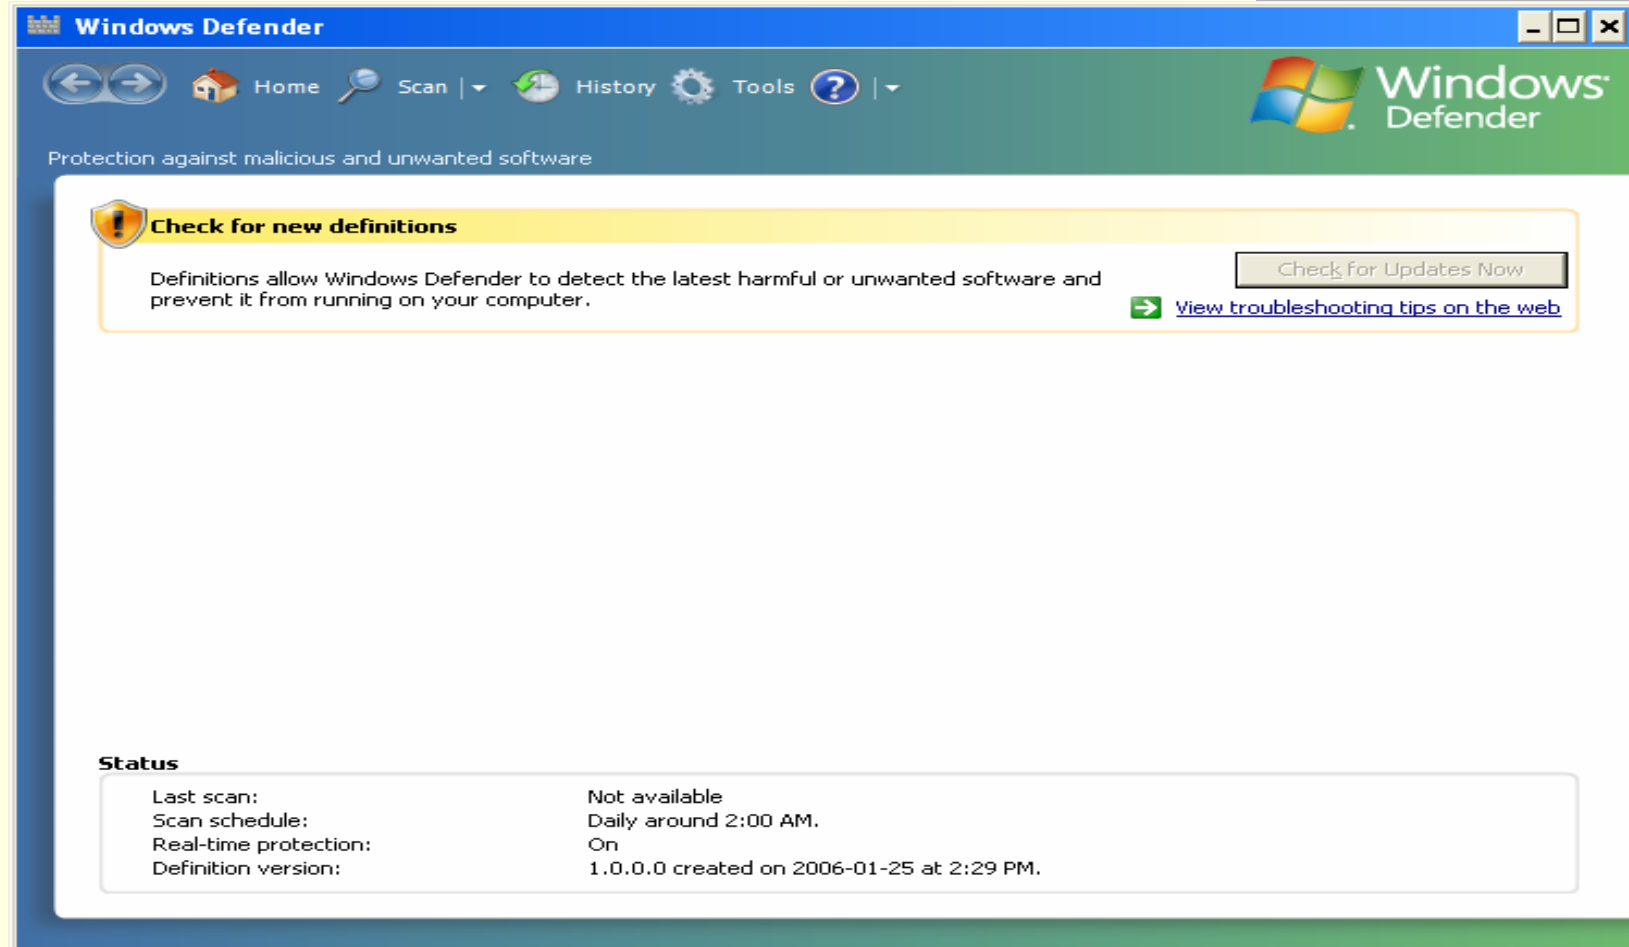 Windows Defender
Home Scan History Tools
Windows
Defender
Protection against malicious and unwanted software
Check for new definitions
Definitions allow Windows Defender to detect the latest harmful or unwanted software and
prevent it from running on your computer.
Check for Updates Now
View troubleshooting tips on the web
Status
Last scan: Not available
Scan schedule: Daily around 2:00 AM.
Real-time protection: On
Definition version: 1.0.0.0 created on 2006-01-25 at 2:29 PM.